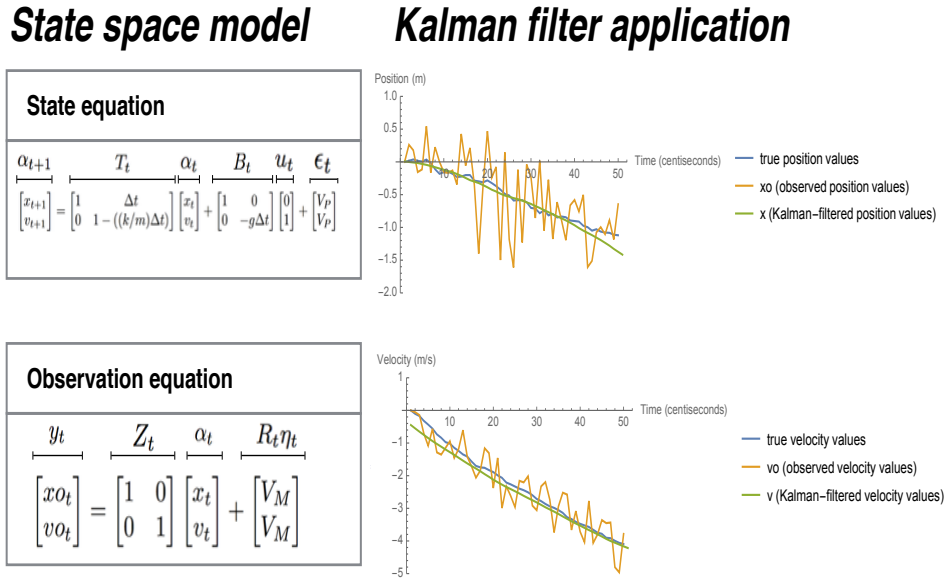 State space model
Kalman filter application
State equation
α_{t+1} T_t α_t B_t u_t ϵ_t
[x_{t+1} v_{t+1}] = [1 Δt 0 1−((k/m)Δt)] [x_t v_t] + [1 0 0 −gΔt] [0 1] + [V_P V_P]
Position (m)
1.0
0.5
10 20 30 40 50
Time (centiseconds)
−0.5
−1.0
−1.5
−2.0
true position values
xo (observed position values)
x (Kalman−filtered position values)
Observation equation
y_t Z_t α_t R_tη_t
[xo_t vo_t] = [1 0 0 1] [x_t v_t] + [V_M V_M]
Velocity (m/s)
1
10 20 30 40 50
Time (centiseconds)
−1
−2
−3
−4
−5
true velocity values
vo (observed velocity values)
v (Kalman−filtered velocity values)